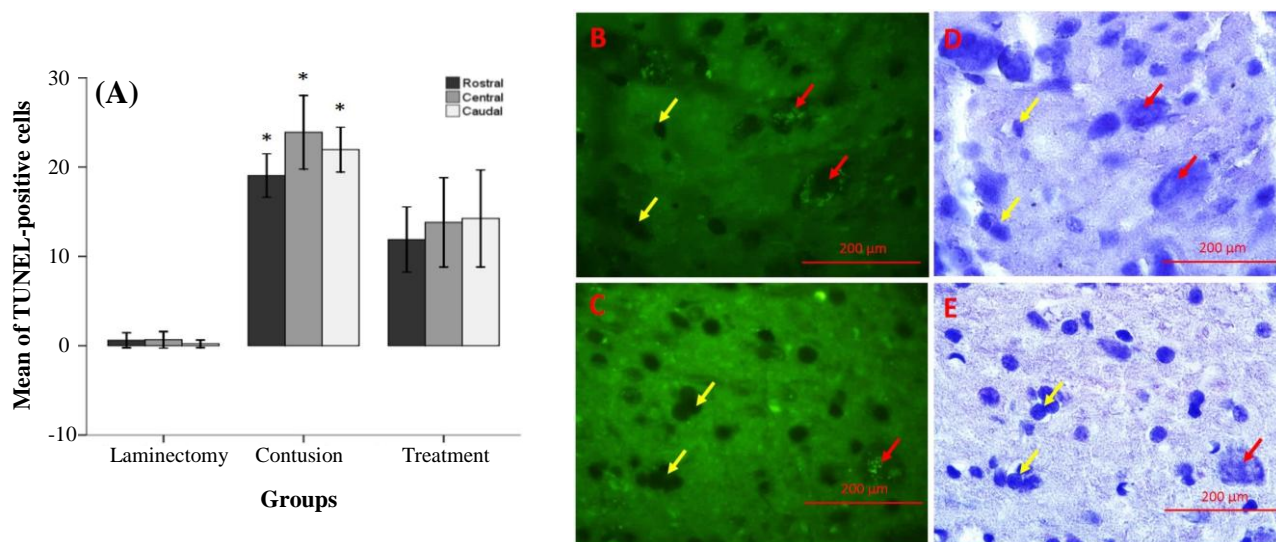 (A)
Mean of TUNEL-positive cells
30
20
10
0
-10
* * *
Rostral
Central
Caudal
Laminectomy Contusion Treatment
Groups
B
200 µm
D
200 µm
C
200 µm
E
200 µm